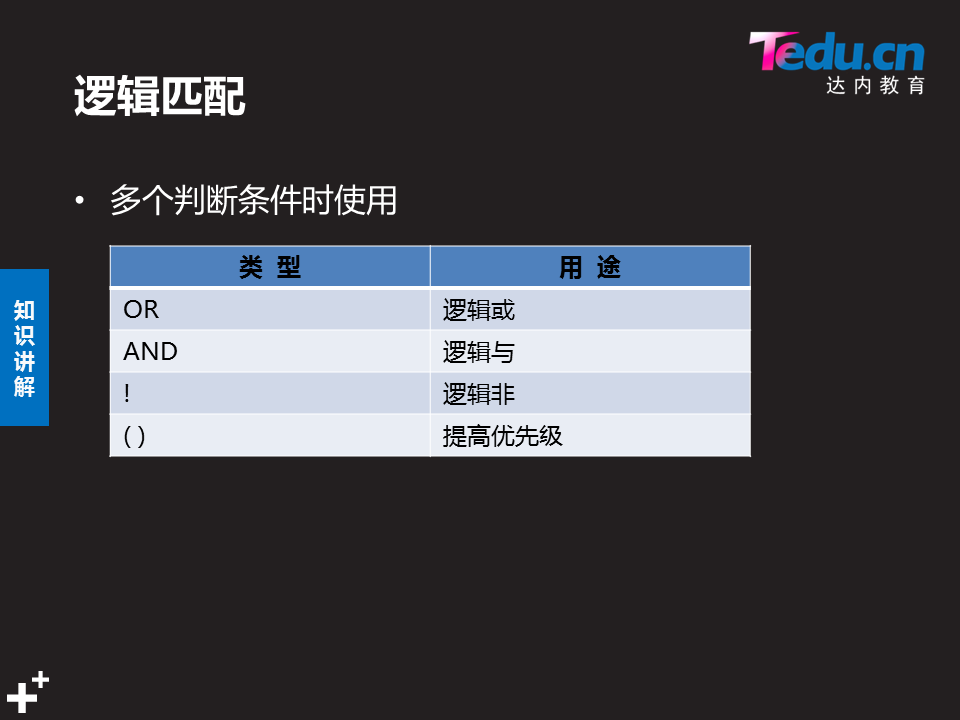 Tedu.cn
达内教育
逻辑匹配
• 多个判断条件时使用
类 型 用 途
OR 逻辑或
AND 逻辑与
! 逻辑非
( ) 提高优先级
知识讲解